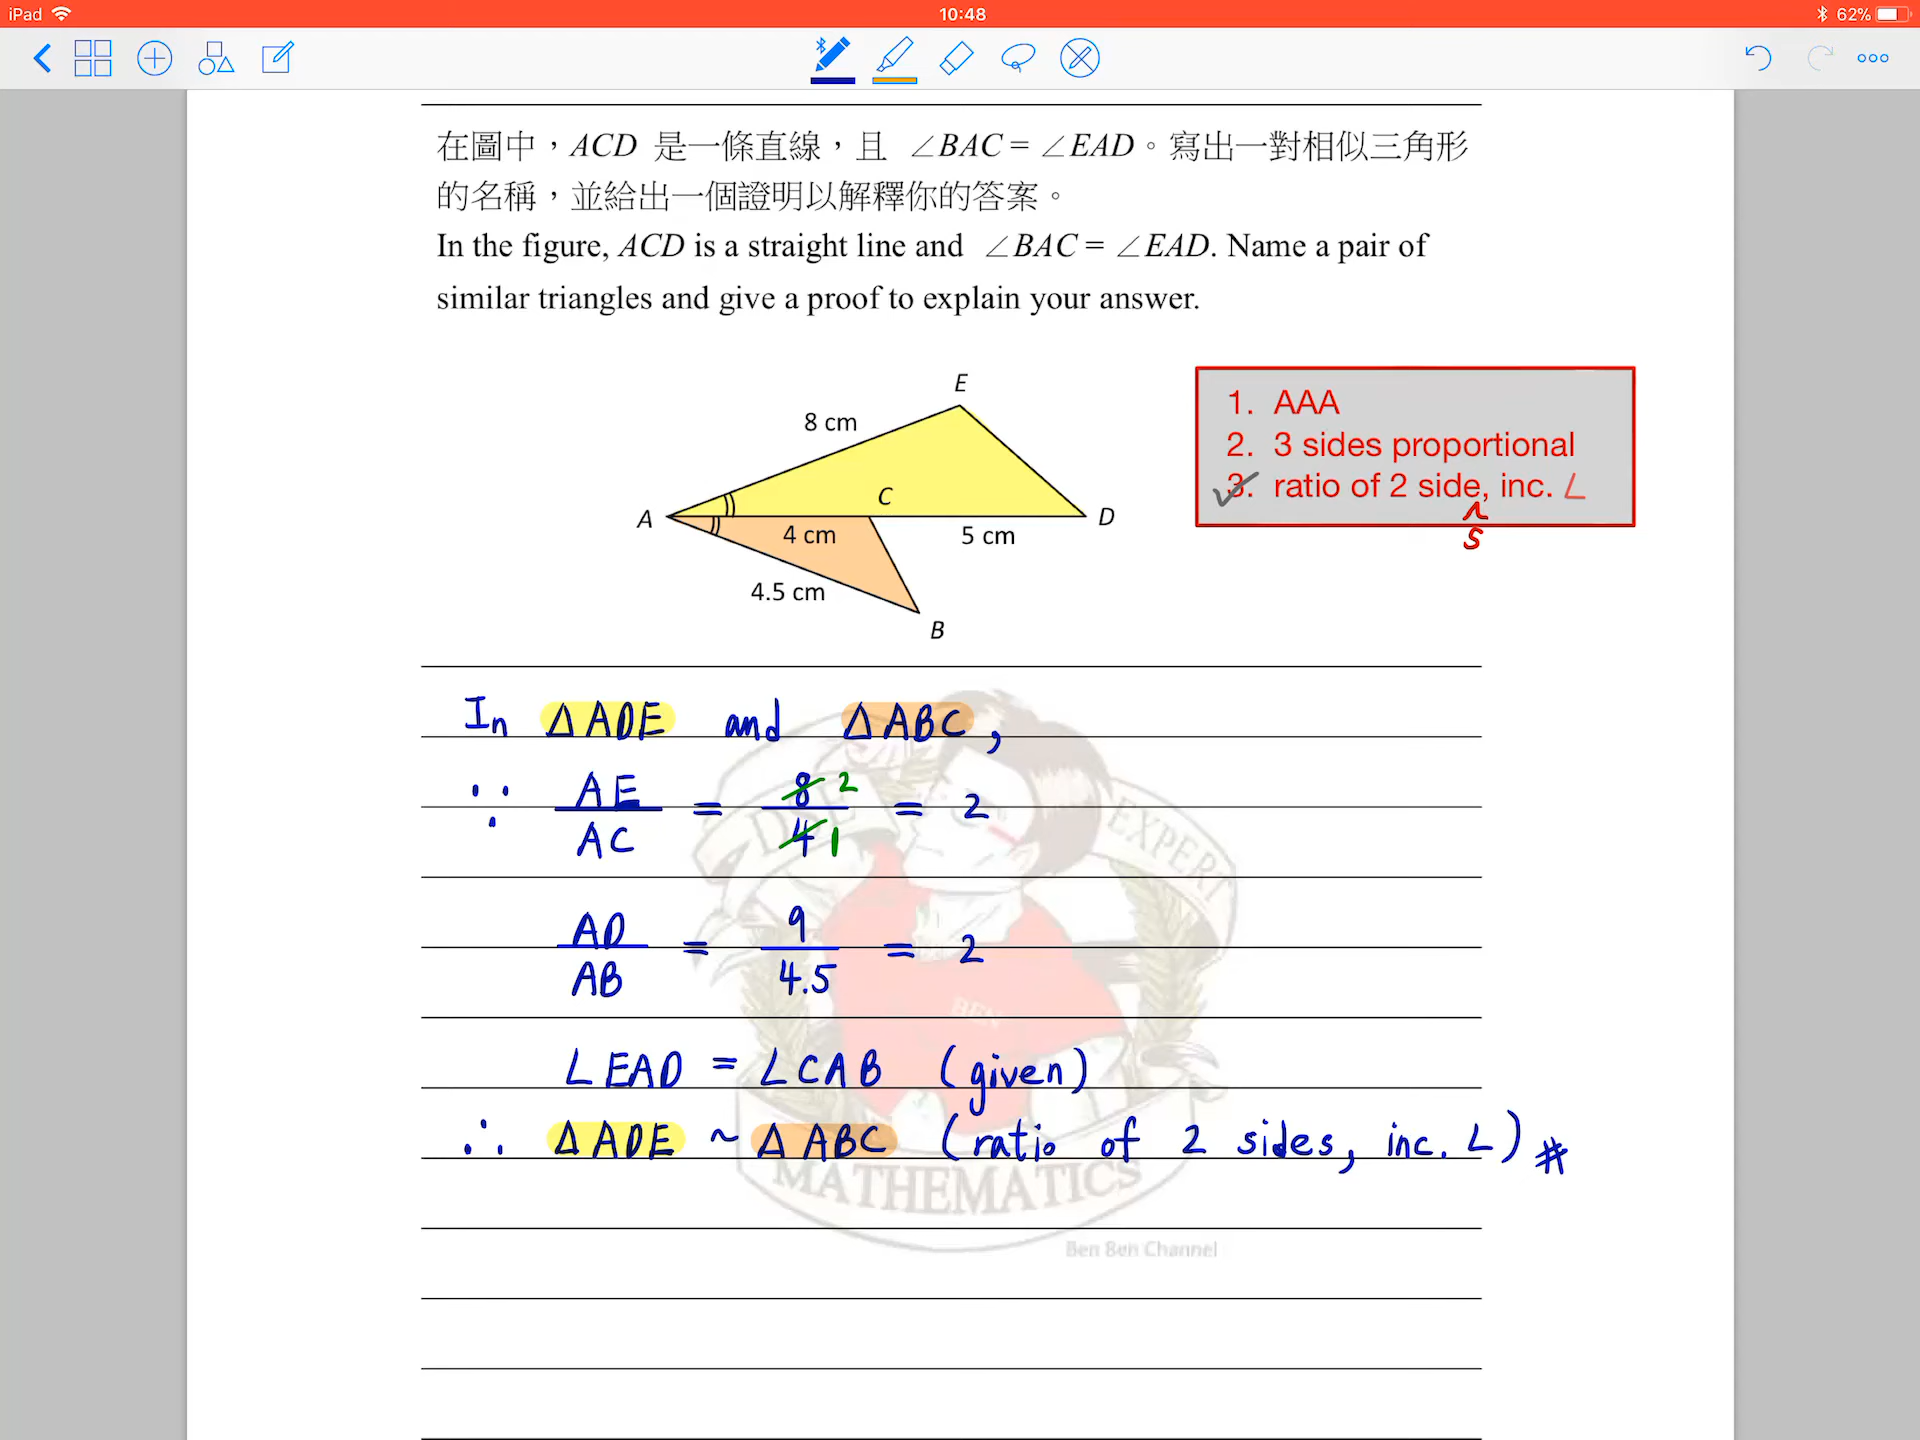 iPad 10:48 62%
在圖中，ACD 是一條直線，且 ∠BAC = ∠EAD。寫出一對相似三角形
的名稱，並給出一個證明以解釋你的答案。
In the figure, ACD is a straight line and ∠BAC = ∠EAD. Name a pair of
similar triangles and give a proof to explain your answer.
E
8 cm
C
A
D
4 cm
5 cm
4.5 cm
B
1. AAA
2. 3 sides proportional
3. ratio of 2 side, inc. ∠
s
In ΔADE and ΔABC,
∵ AE/AC = 8/4 2/1 = 2
AD/AB = 9/4.5 = 2
∠EAD = ∠CAB (given)
∴ ΔADE ~ ΔABC (ratio of 2 sides, inc. ∠) #
DSE EXPERT
BEN
MATHEMATICS
Ben Ben Channel